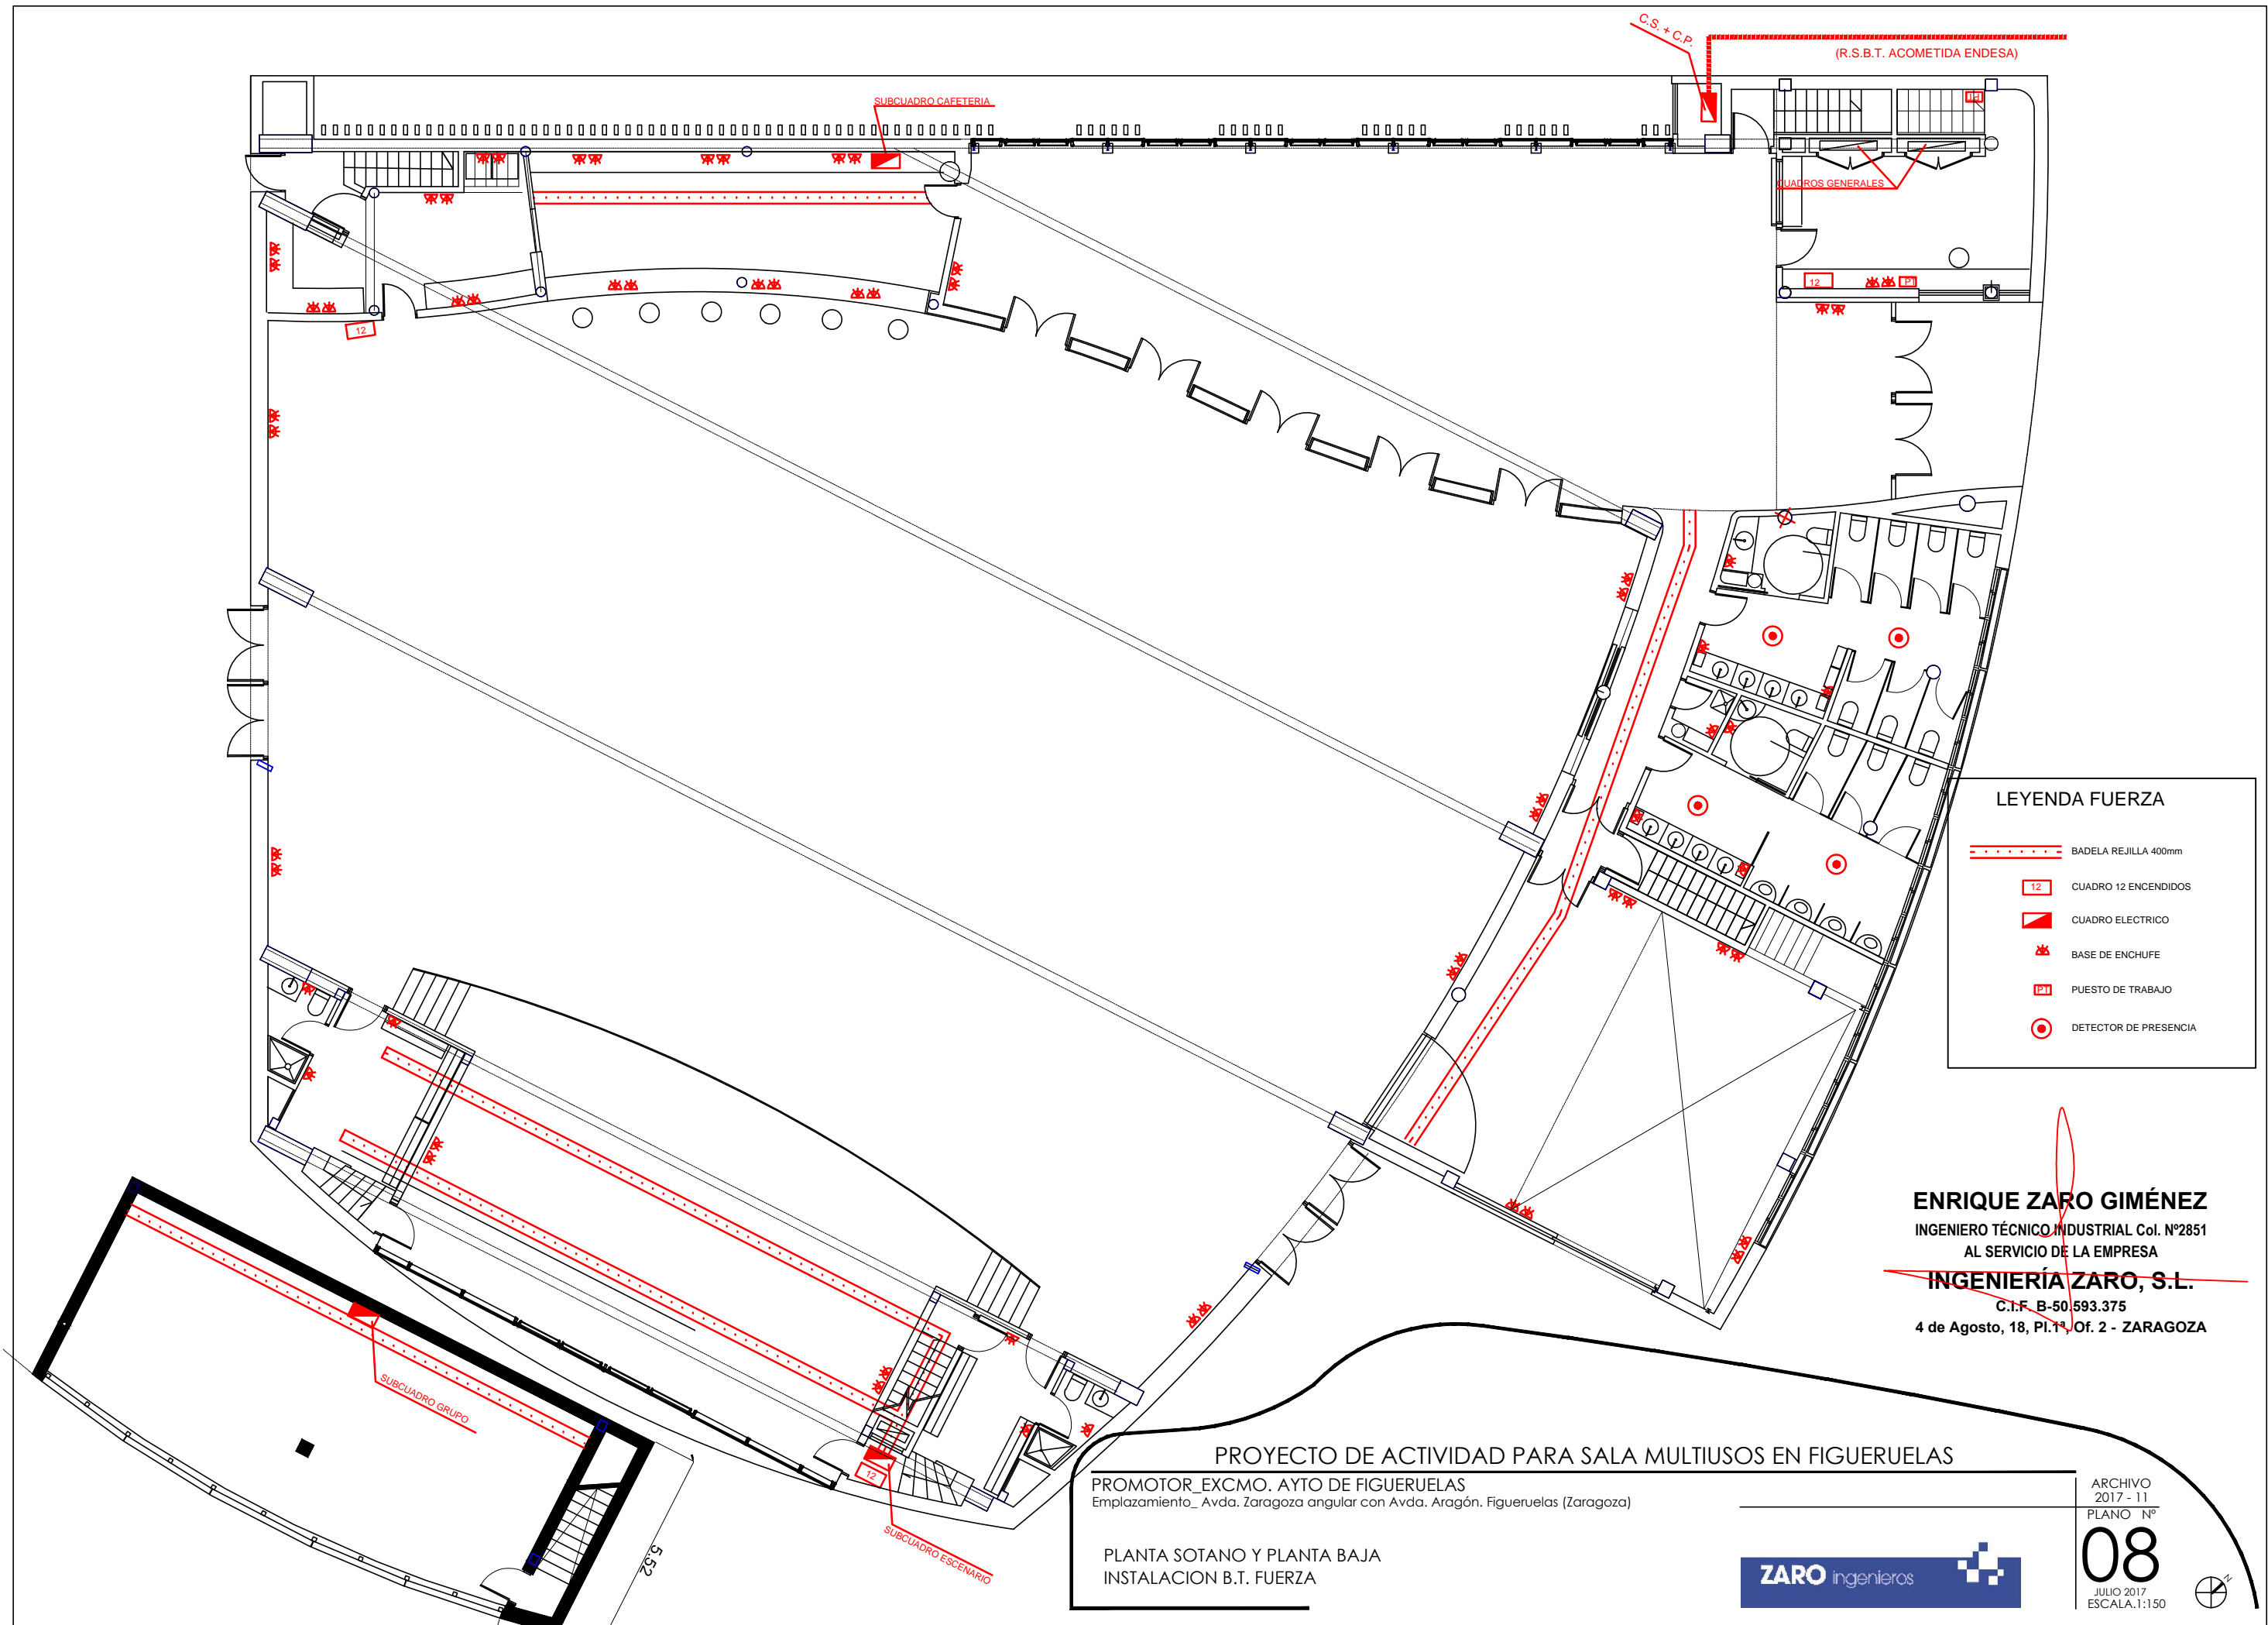 C.S. + C.P.
(R.S.B.T. ACOMETIDA ENDESA)
SUBCUADRO CAFETERIA
PT
CUADROS GENERALES
12
PT
12
LEYENDA FUERZA
BADELA REJILLA 400mm
12
CUADRO 12 ENCENDIDOS
CUADRO ELECTRICO
BASE DE ENCHUFE
PT
PUESTO DE TRABAJO
DETECTOR DE PRESENCIA
ENRIQUE ZARO GIMÉNEZ
INGENIERO TÉCNICO INDUSTRIAL Col. Nº2851
AL SERVICIO DE LA EMPRESA
INGENIERÍA ZARO, S.L.
C.I.F. B-50.593.375
4 de Agosto, 18, Pl.1ª, Of. 2 - ZARAGOZA
SUBCUADRO GRUPO
12
SUBCUADRO ESCENARIO
5.52
PROYECTO DE ACTIVIDAD PARA SALA MULTIUSOS EN FIGUERUELAS
PROMOTOR_EXCMO. AYTO DE FIGUERUELAS
Emplazamiento_ Avda. Zaragoza angular con Avda. Aragón. Figueruelas (Zaragoza)
PLANTA SOTANO Y PLANTA BAJA
INSTALACION B.T. FUERZA
ZARO ingenieros
ARCHIVO
2017 - 11
PLANO Nº
08
JULIO 2017
ESCALA.1:150
N